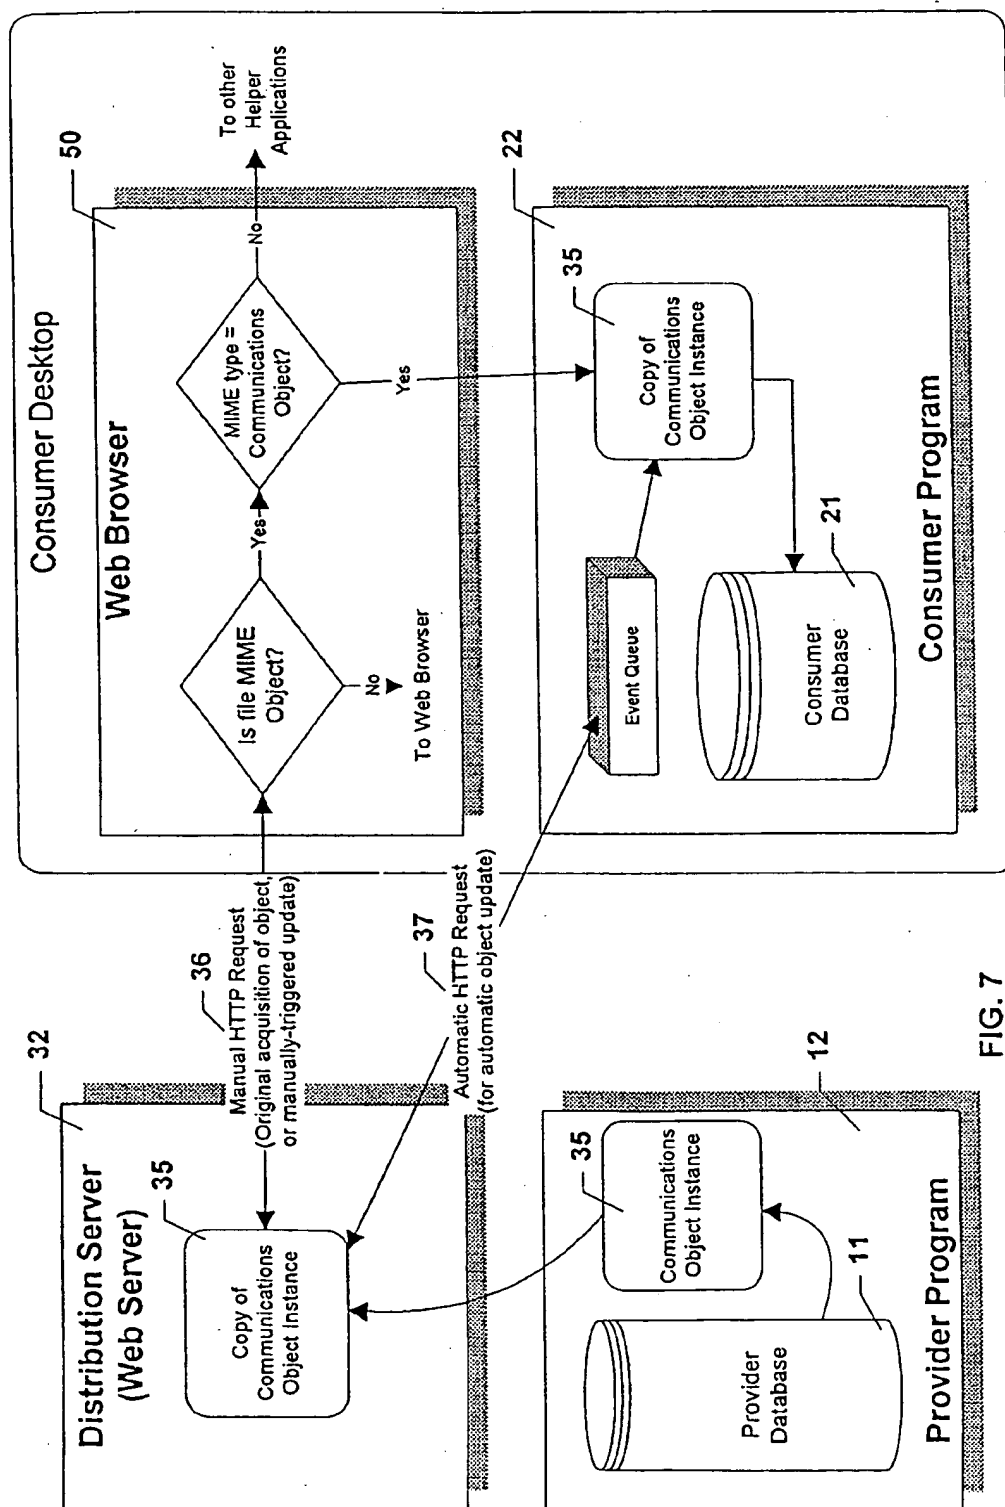 Consumer Desktop
Distribution Server
(Web Server)
32
35
Copy of
Communications
Object Instance
36
Manual HTTP Request
(Original acquisition of object,
or manually-triggered update)
37
Automatic HTTP Request
(for automatic object update)
Web Browser
50
Is file MIME
Object?
No
To Web Browser
Yes
MIME type =
Communications
Object?
No
To other
Helper
Applications
Yes
Provider Program
12
Provider
Database
11
Communications
Object Instance
35
Consumer Program
22
Event Queue
Copy of
Communications
Object Instance
35
Consumer
Database
21
FIG. 7